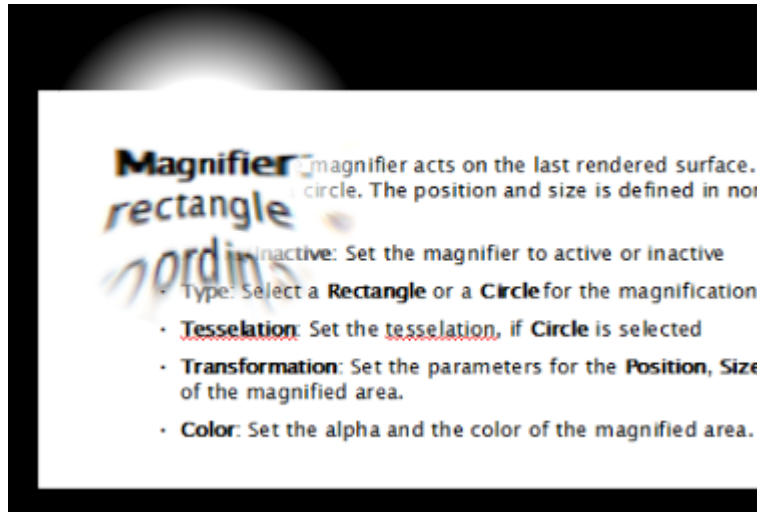 Magnifier: magnifier acts on the last rendered surface.
rectangle circle. The position and size is defined in
ordin Inactive: Set the magnifier to active or inactive
· Type: Select a Rectangle or a Circle for the magnification
· Tesselation: Set the tesselation, if Circle is selected
· Transformation: Set the parameters for the Position, Size
of the magnified area.
· Color: Set the alpha and the color of the magnified area.